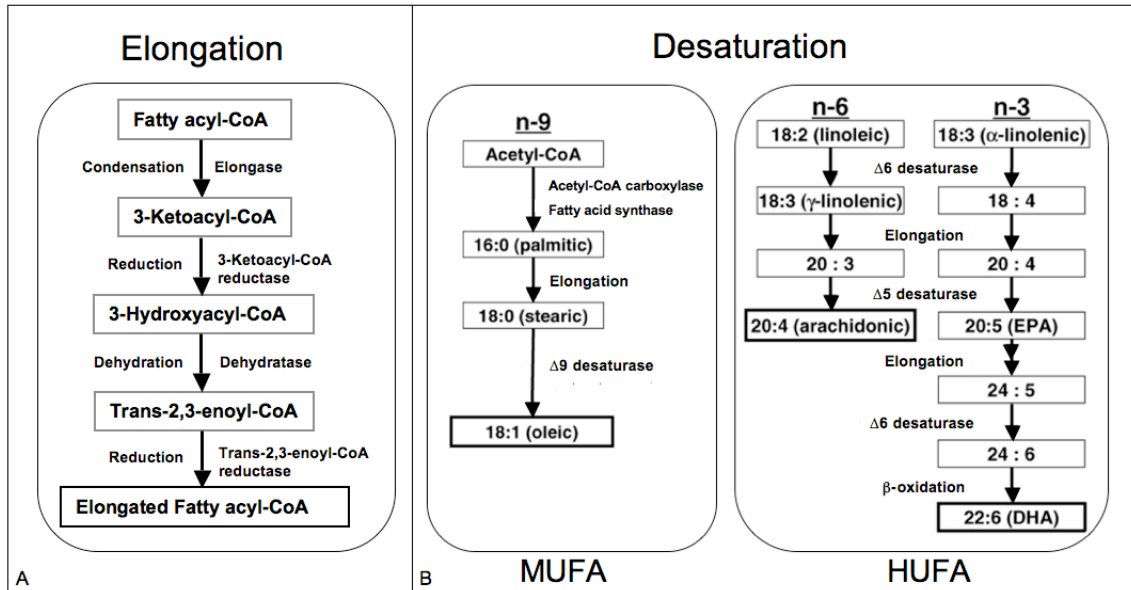 Elongation
Fatty acyl-CoA
Condensation Elongase
3-Ketoacyl-CoA
Reduction 3-Ketoacyl-CoA
reductase
3-Hydroxyacyl-CoA
Dehydration Dehydratase
Trans-2,3-enoyl-CoA
Reduction Trans-2,3-enoyl-CoA
reductase
Elongated Fatty acyl-CoA
A
Desaturation
n-9
Acetyl-CoA
Acetyl-CoA carboxylase
Fatty acid synthase
16:0 (palmitic)
Elongation
18:0 (stearic)
Δ9 desaturase
18:1 (oleic)
MUFA
B
n-6 n-3
18:2 (linoleic) 18:3 (α-linolenic)
Δ6 desaturase
18:3 (γ-linolenic) 18 : 4
Elongation
20 : 3 20 : 4
Δ5 desaturase
20:4 (arachidonic) 20:5 (EPA)
Elongation
24 : 5
Δ6 desaturase
24 : 6
β-oxidation
22:6 (DHA)
HUFA